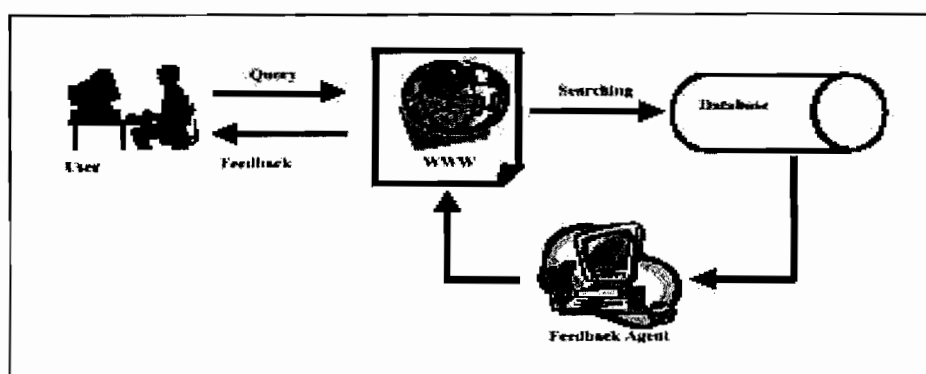 Query
Searching
Database
User
Feedback
WWW
Feedback Agent